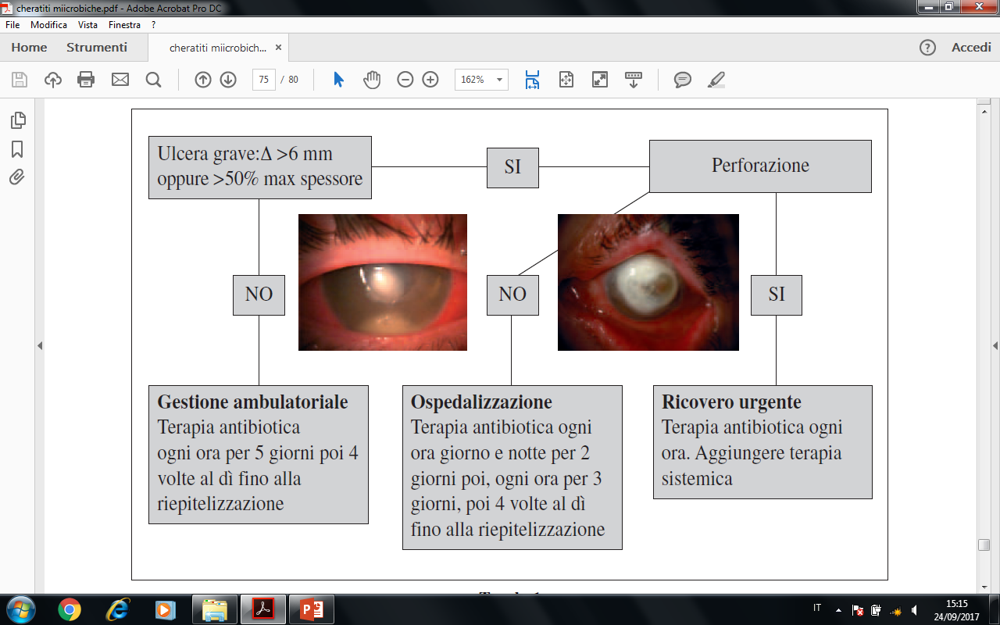 cheratiti miicrobiche.pdf - Adobe Acrobat Pro DC
File Modifica Vista Finestra ?
Home Strumenti cheratiti miicrobich... × ? Accedi
75 / 80 162%
Ulcera grave:Δ >6 mm
oppure >50% max spessore
SI
Perforazione
NO
NO
SI
Gestione ambulatoriale
Terapia antibiotica
ogni ora per 5 giorni poi 4
volte al dì fino alla
riepitelizzazione
Ospedalizzazione
Terapia antibiotica ogni
ora giorno e notte per 2
giorni poi, ogni ora per 3
giorni, poi 4 volte al dì
fino alla riepitelizzazione
Ricovero urgente
Terapia antibiotica ogni
ora. Aggiungere terapia
sistemica
IT
15:15
24/09/2017